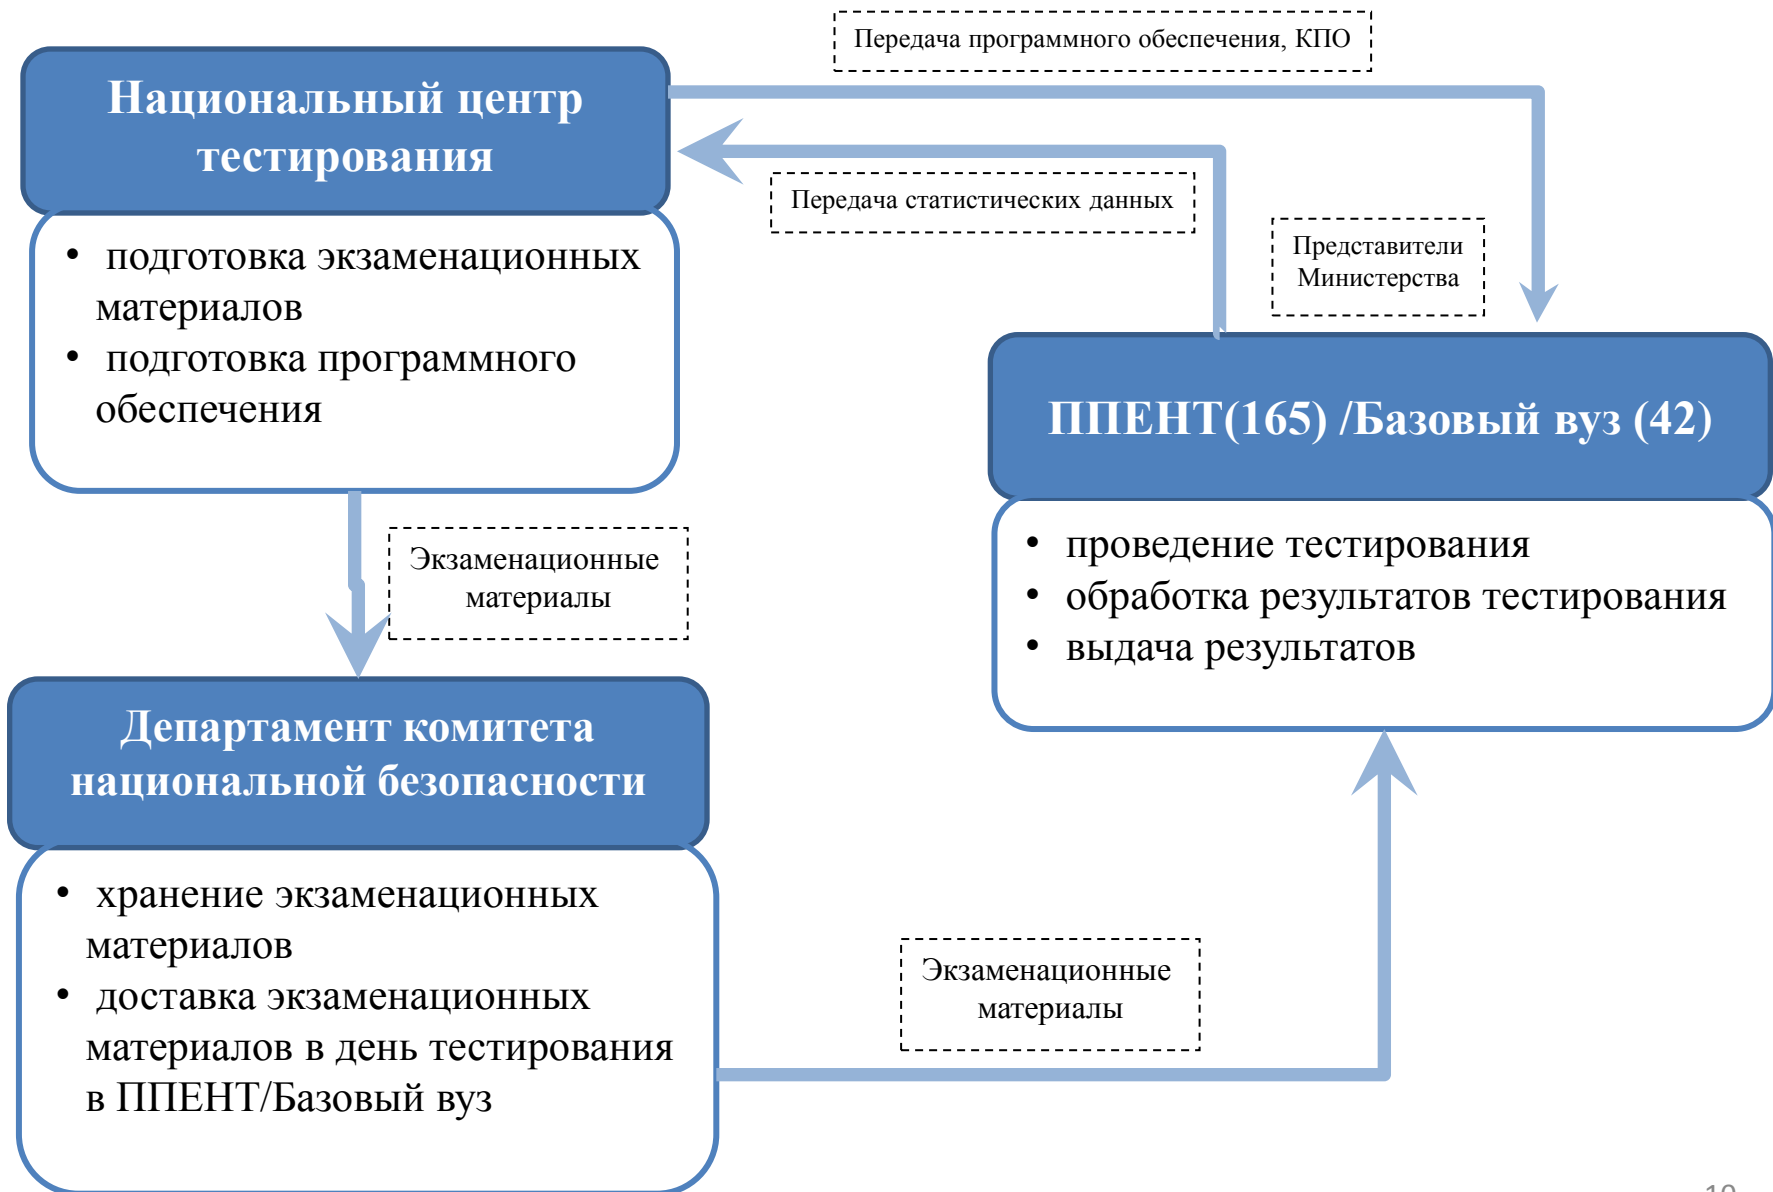 Передача программного обеспечения, КПО
Национальный центр
тестирования
Передача статистических данных
Представители
Министерства
• подготовка экзаменационных
материалов
• подготовка программного
обеспечения
ППЕНТ(165) /Базовый вуз (42)
Экзаменационные
материалы
• проведение тестирования
• обработка результатов тестирования
• выдача результатов
Департамент комитета
национальной безопасности
• хранение экзаменационных
материалов
• доставка экзаменационных
материалов в день тестирования
в ППЕНТ/Базовый вуз
Экзаменационные
материалы